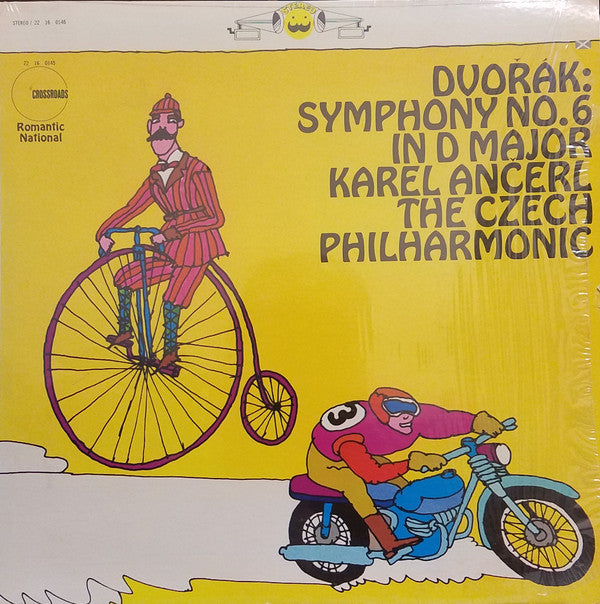 STEREO / 22 16 0145
STEREO
22 16 0145
CROSSROADS
Romantic
National
DVOŘÁK:
SYMPHONY NO.6
IN D MAJOR
KAREL ANČERL
THE CZECH
PHILHARMONIC
3